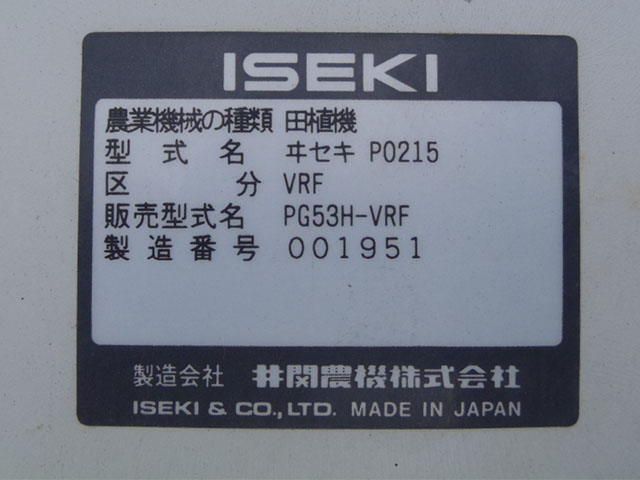 ISEKI
農業機械の種類 田植機
型式名 ヰセキ P0215
区分 VRF
販売型式名 PG53H-VRF
製造番号 001951
製造会社 井関農機株式会社
ISEKI & CO., LTD. MADE IN JAPAN